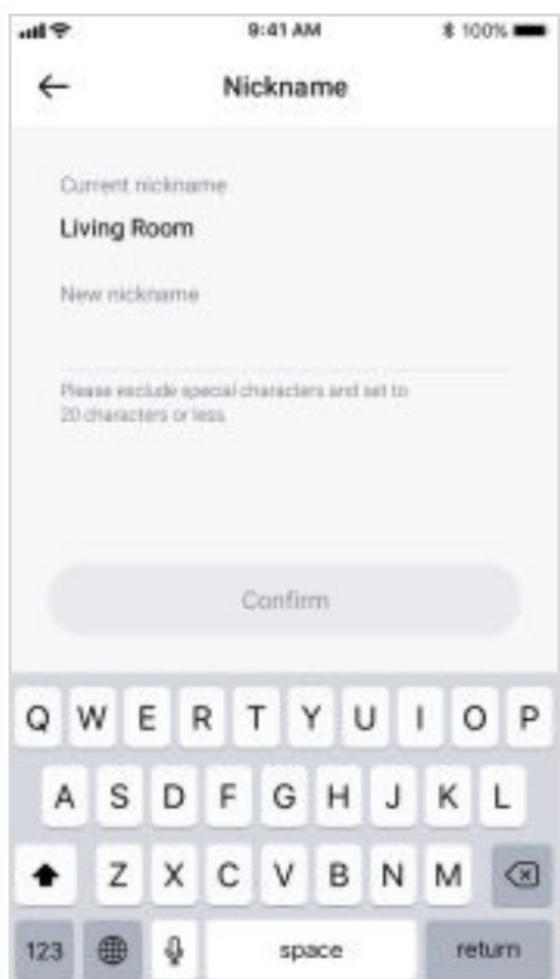 9:41 AM 100%
Nickname
Current nickname
Living Room
New nickname
Please exclude special characters and set to
20 characters or less.
Confirm
Q W E R T Y U I O P
A S D F G H J K L
Z X C V B N M
123 space return